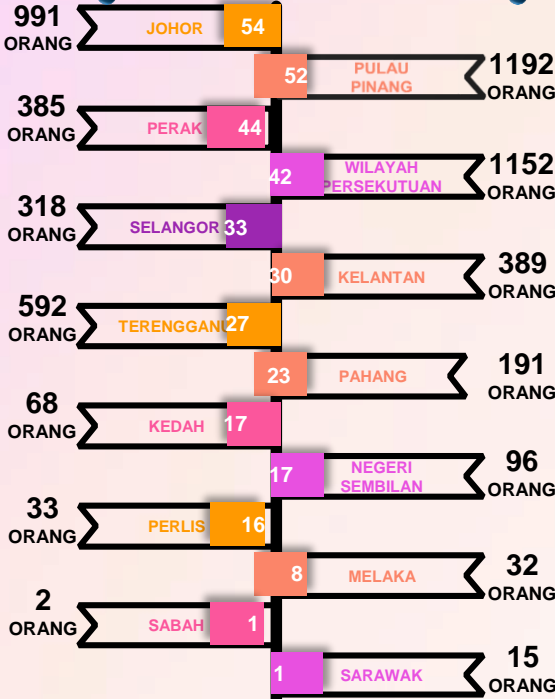 991
ORANG
JOHOR
54
52
PULAU
PINANG
1192
ORANG
385
ORANG
PERAK
44
42
WILAYAH
PERSEKUTUAN
1152
ORANG
318
ORANG
SELANGOR
33
30
KELANTAN
389
ORANG
592
ORANG
TERENGGANU
27
23
PAHANG
191
ORANG
68
ORANG
KEDAH
17
17
NEGERI
SEMBILAN
96
ORANG
33
ORANG
PERLIS
16
8
MELAKA
32
ORANG
2
ORANG
SABAH
1
1
SARAWAK
15
ORANG